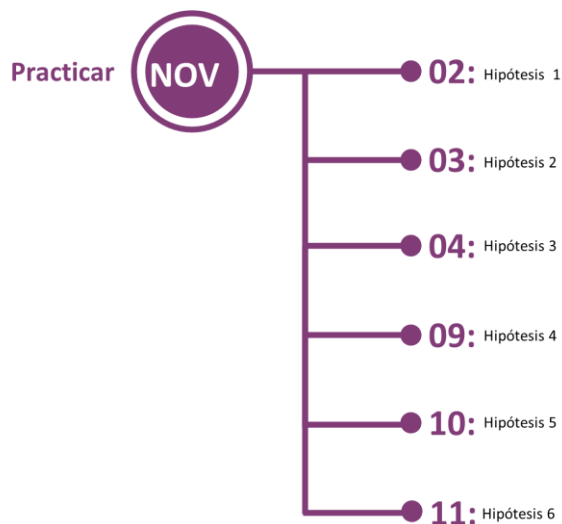 Practicar
NOV
02: Hipótesis 1
03: Hipótesis 2
04: Hipótesis 3
09: Hipótesis 4
10: Hipótesis 5
11: Hipótesis 6